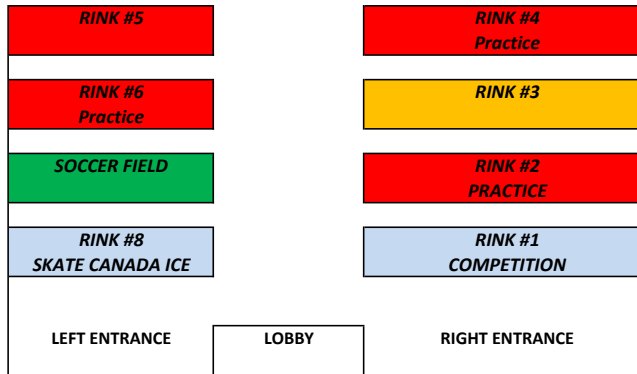 RINK #5
RINK #4
Practice
RINK #6
Practice
RINK #3
SOCCER FIELD
RINK #2
PRACTICE
RINK #8
SKATE CANADA ICE
RINK #1
COMPETITION
LEFT ENTRANCE
LOBBY
RIGHT ENTRANCE